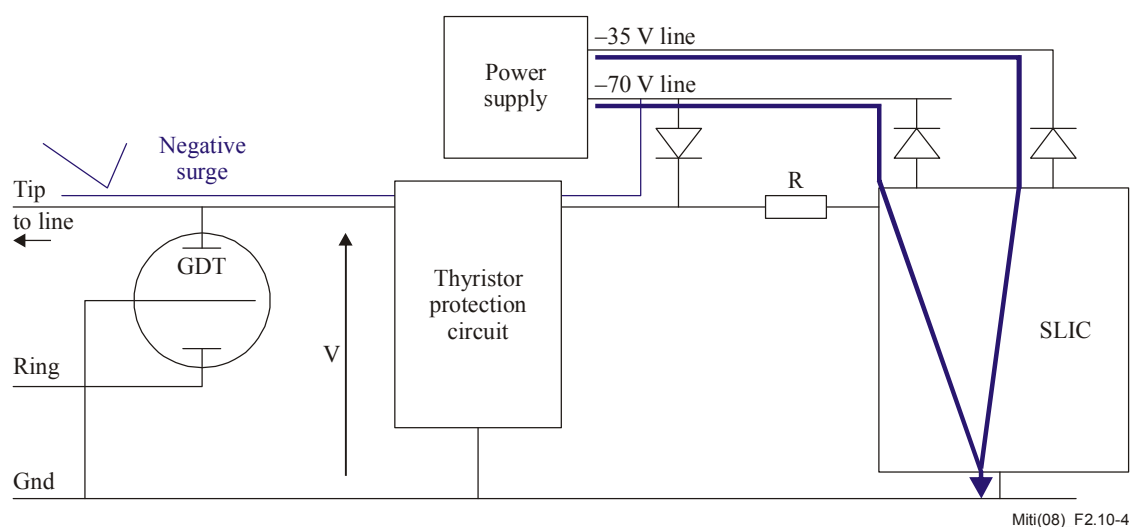 –35 V line
Power
supply
–70 V line
Negative
surge
Tip
to line
GDT
R
Thyristor
protection
circuit
V
SLIC
Ring
Gnd
Miti(08)_F2.10-4